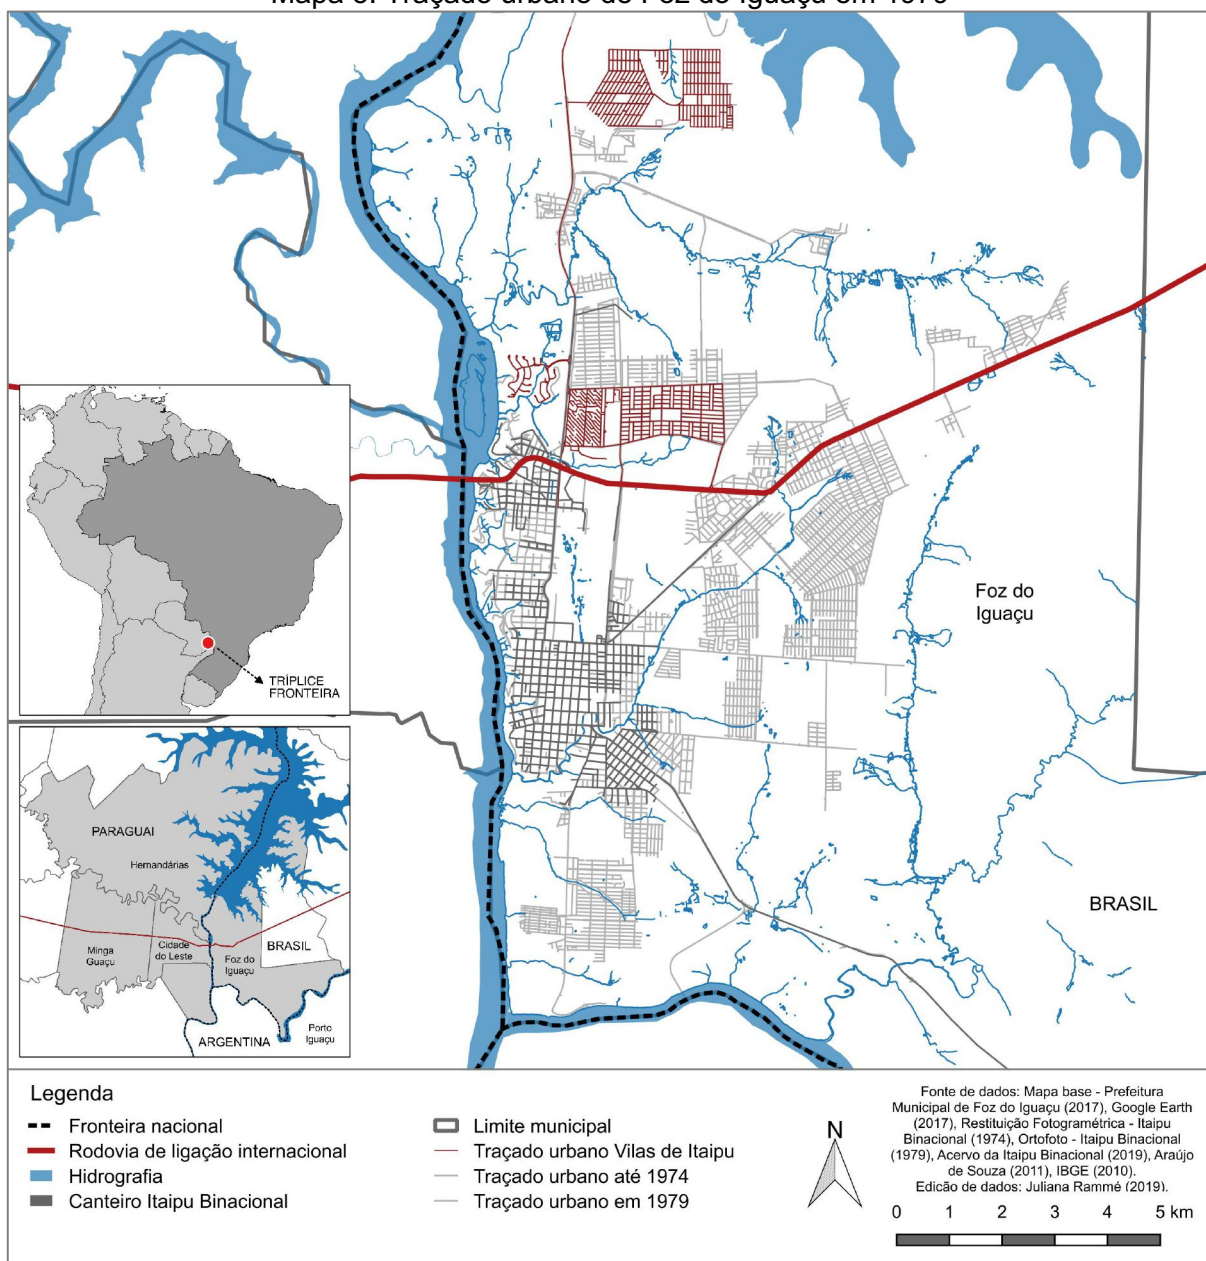 Mapa 6: Traçado urbano de Foz do Iguaçu em 1979
Foz do
Iguaçu
BRASIL
TRÍPLICE
FRONTEIRA
PARAGUAI
Hernandárias
Minga
Guaçu
Cidade
do Leste
Foz do
Iguaçu
BRASIL
ARGENTINA
Porto
Iguaçu
Legenda
Fronteira nacional
Rodovia de ligação internacional
Hidrografia
Canteiro Itaipu Binacional
Limite municipal
Traçado urbano Vilas de Itaipu
Traçado urbano até 1974
Traçado urbano em 1979
N
Fonte de dados: Mapa base - Prefeitura
Municipal de Foz do Iguaçu (2017), Google Earth
(2017), Restituição Fotogramétrica - Itaipu
Binacional (1974), Ortofoto - Itaipu Binacional
(1979), Acervo da Itaipu Binacional (2019), Araújo
de Souza (2011), IBGE (2010).
Edição de dados: Juliana Rammé (2019).
0 1 2 3 4 5 km